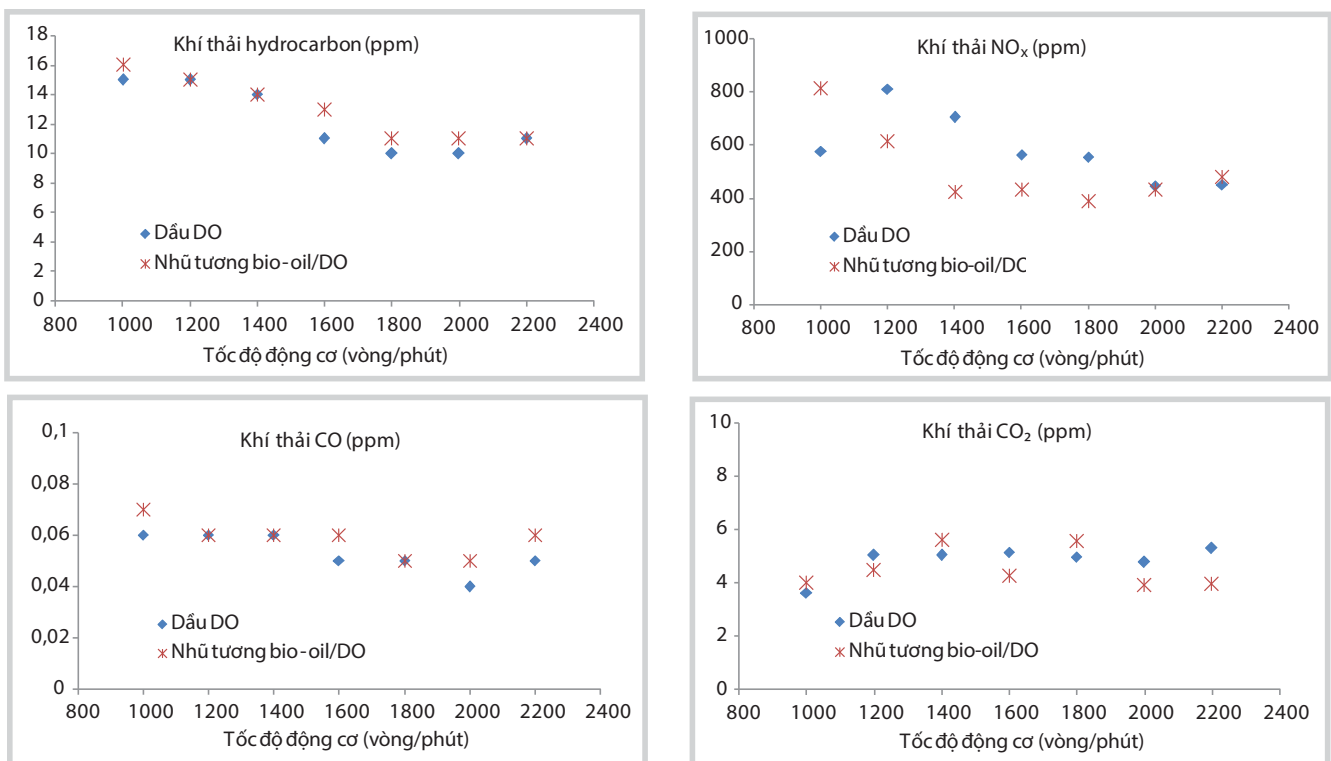 Khí thải hydrocarbon (ppm)
18
16
14
12
10
8
6
4
2
0
Dầu DO
Nhũ tương bio-oil/DO
800 1000 1200 1400 1600 1800 2000 2200 2400
Tốc độ động cơ (vòng/phút)
Khí thải NOₓ (ppm)
1000
800
600
400
200
0
Dầu DO
Nhũ tương bio-oil/DC
800 1000 1200 1400 1600 1800 2000 2200 2400
Tốc độ động cơ (vòng/phút)
Khí thải CO (ppm)
0,1
0,08
0,06
0,04
0,02
0
Dầu DO
Nhũ tương bio-oil/DO
800 1000 1200 1400 1600 1800 2000 2200 2400
Tốc độ động cơ (vòng/phút)
Khí thải CO₂ (ppm)
10
8
6
4
2
0
Dầu DO
Nhũ tương bio-oil/DO
800 1000 1200 1400 1600 1800 2000 2200 2400
Tốc độ động cơ (vòng/phút)